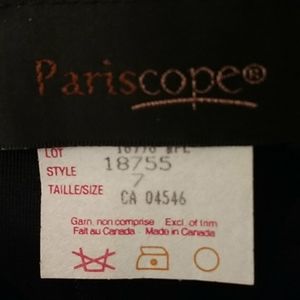 Pariscope®
LOT
STYLE 18755
TAILLE/SIZE 7
CA 04546
Garn. non comprise Excl. of trim
Fait au Canada - Made in Canada